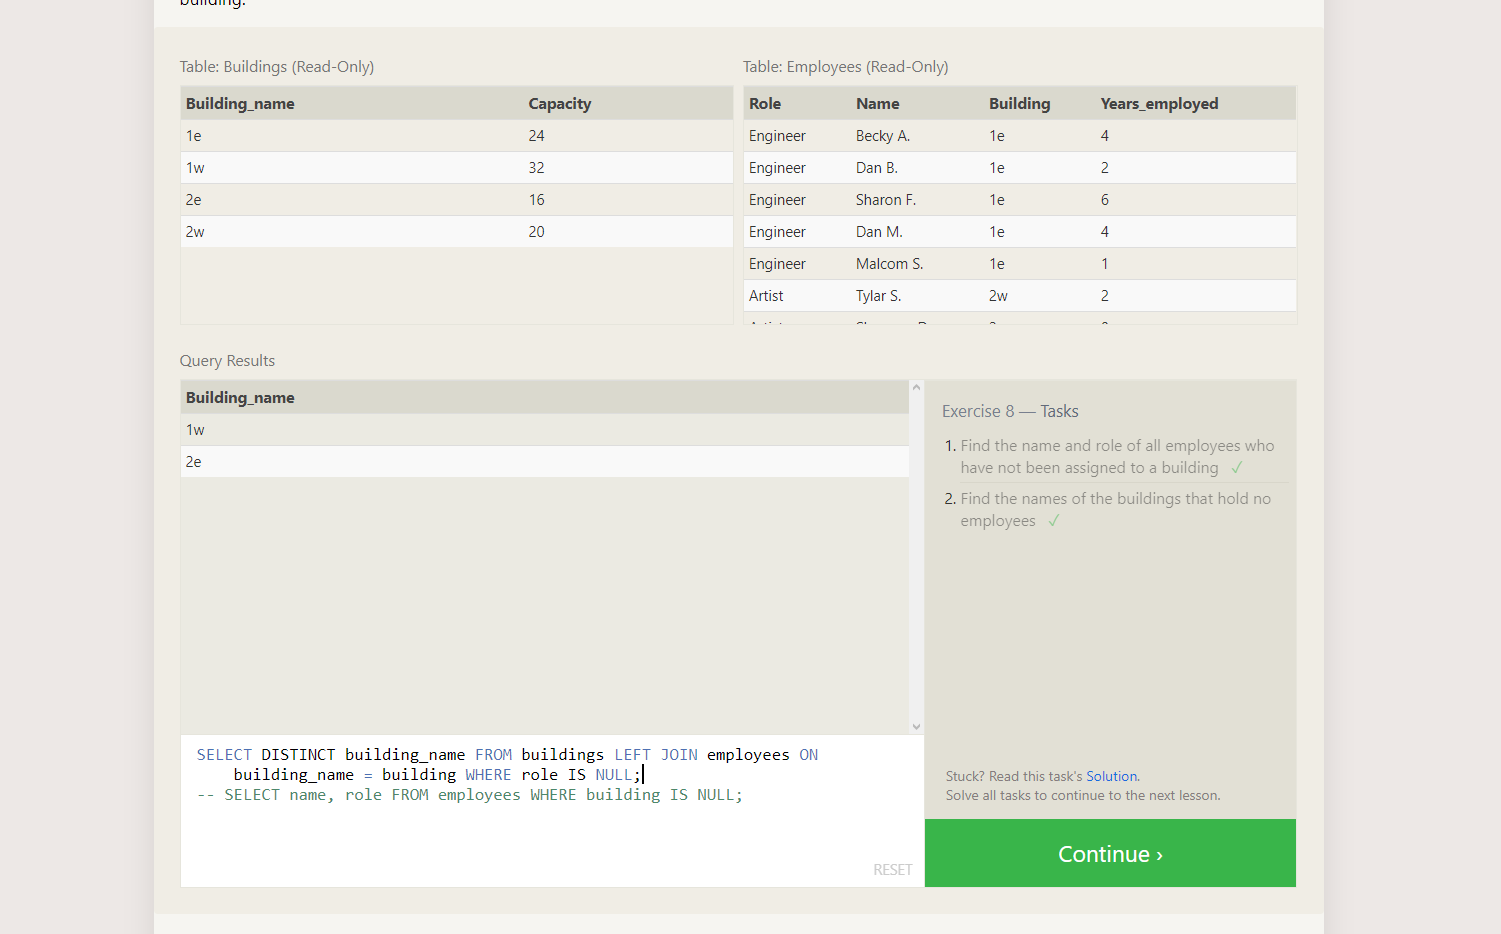 building.
Table: Buildings (Read-Only)
Building_name Capacity
1e 24
1w 32
2e 16
2w 20
Table: Employees (Read-Only)
Role Name Building Years_employed
Engineer Becky A. 1e 4
Engineer Dan B. 1e 2
Engineer Sharon F. 1e 6
Engineer Dan M. 1e 4
Engineer Malcom S. 1e 1
Artist Tylar S. 2w 2
Query Results
Building_name
1w
2e
SELECT DISTINCT building_name FROM buildings LEFT JOIN employees ON
building_name = building WHERE role IS NULL;
-- SELECT name, role FROM employees WHERE building IS NULL;
RESET
Exercise 8 — Tasks
1. Find the name and role of all employees who
have not been assigned to a building ✓
2. Find the names of the buildings that hold no
employees ✓
Stuck? Read this task's Solution.
Solve all tasks to continue to the next lesson.
Continue ›